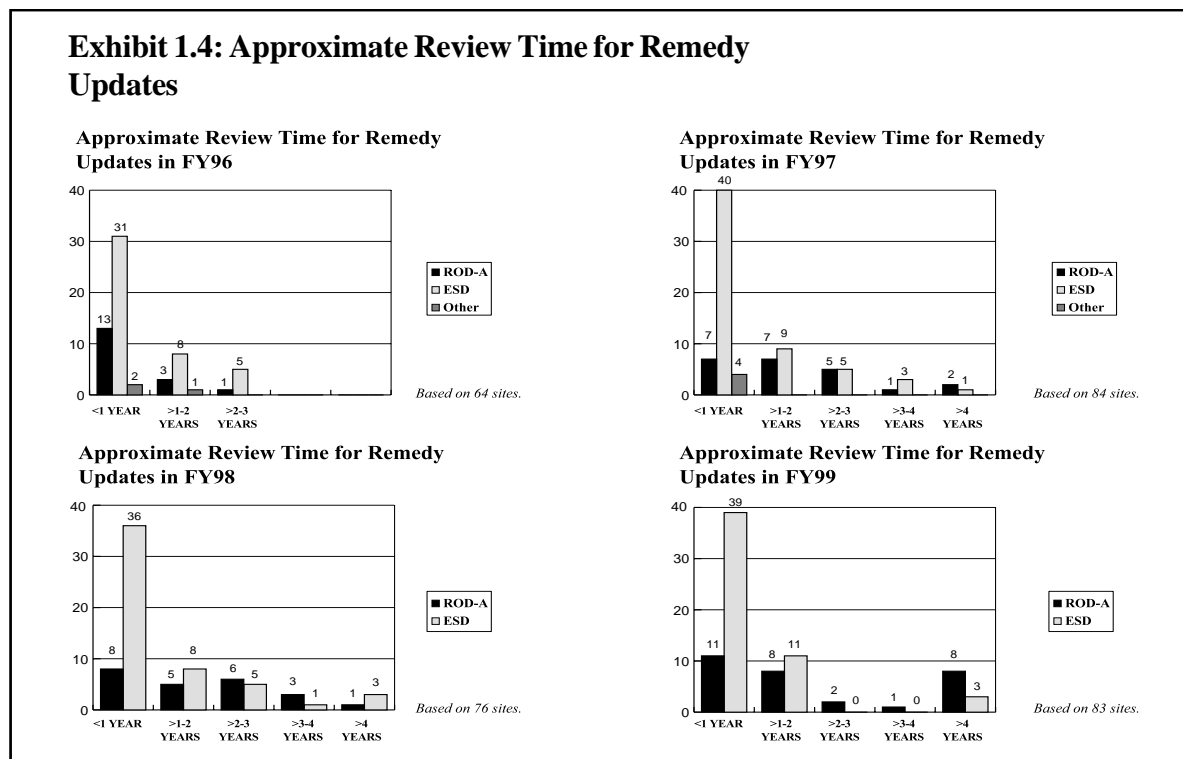 Exhibit 1.4: Approximate Review Time for Remedy
Updates
Approximate Review Time for Remedy
Updates in FY96
40
30
20
10
0
13
31
2
3
8
1
1
5
<1 YEAR
>1-2
YEARS
>2-3
YEARS
ROD-A
ESD
Other
Based on 64 sites.
Approximate Review Time for Remedy
Updates in FY97
40
30
20
10
0
7
40
4
7
9
5
5
1
3
2
1
<1 YEAR
>1-2
YEARS
>2-3
YEARS
>3-4
YEARS
>4
YEARS
ROD-A
ESD
Other
Based on 84 sites.
Approximate Review Time for Remedy
Updates in FY98
40
30
20
10
0
8
36
5
8
6
5
3
1
1
3
<1 YEAR
>1-2
YEARS
>2-3
YEARS
>3-4
YEARS
>4
YEARS
ROD-A
ESD
Based on 76 sites.
Approximate Review Time for Remedy
Updates in FY99
40
30
20
10
0
11
39
8
11
2
0
1
0
8
3
<1 YEAR
>1-2
YEARS
>2-3
YEARS
>3-4
YEARS
>4
YEARS
ROD-A
ESD
Based on 83 sites.